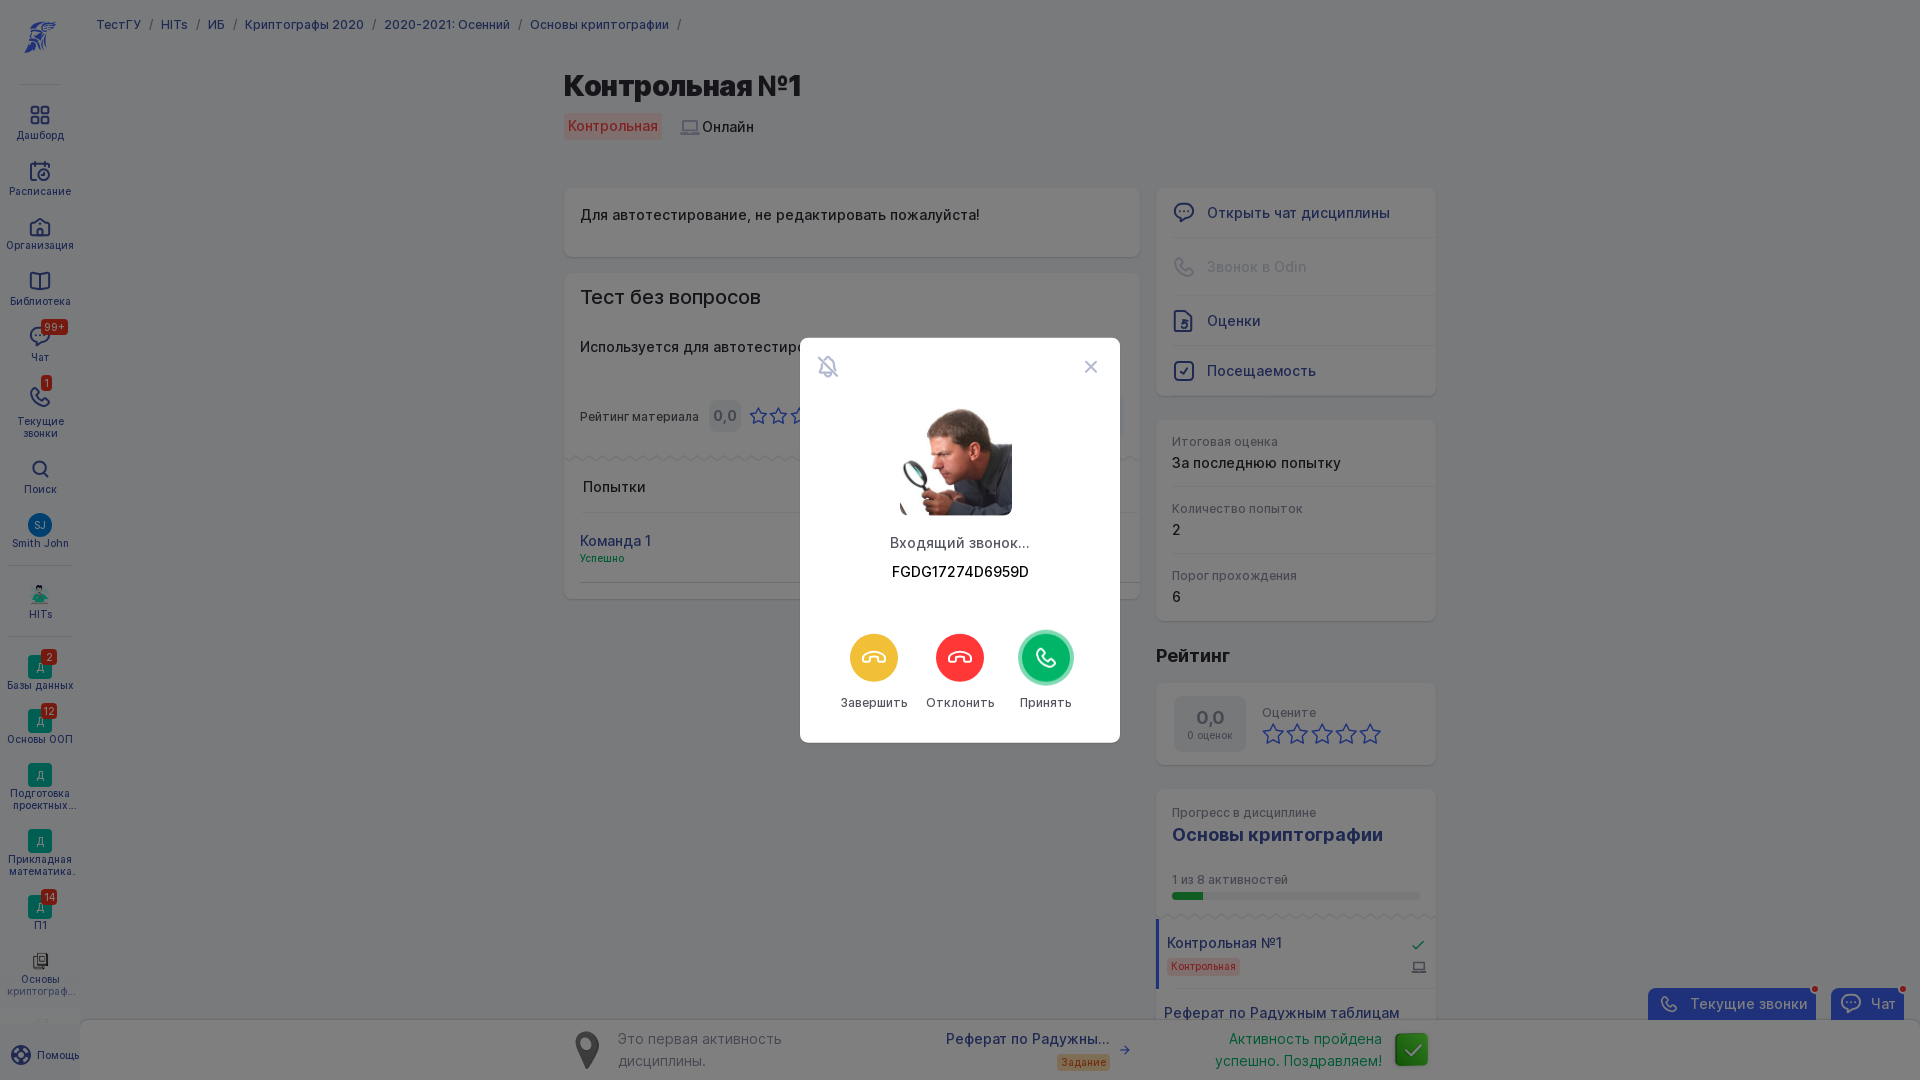 ТестГУ / HITs / ИБ / Криптографы 2020 / 2020-2021: Осенний / Основы криптографии /
Дашборд
Расписание
Организация
Библиотека
99+
Чат
1
Текущие
звонки
Поиск
SJ
Smith John
HITs
2
Д
Базы данных
12
Д
Основы ООП
Д
Подготовка
проектных...
Д
Прикладная
математика.
14
Д
П1
Основы
криптограф...
Помощь
Контрольная №1
Контрольная
Онлайн
Для автотестирование, не редактировать пожалуйста!
Тест без вопросов
Используется для автотестиро
Рейтинг материала 0,0
Попытки
Команда 1
Успешно
Входящий звонок...
FGDG17274D6959D
Завершить
Отклонить
Принять
Открыть чат дисциплины
Звонок в Odin
5
Оценки
Посещаемость
Итоговая оценка
За последнюю попытку
Количество попыток
2
Порог прохождения
6
Рейтинг
0,0
0 оценок
Оцените
Прогресс в дисциплине
Основы криптографии
1 из 8 активностей
Контрольная №1
Контрольная
Реферат по Радужным таблицам
Это первая активность
дисциплины.
Реферат по Радужны...
Задание
Активность пройдена
успешно. Поздравляем!
Текущие звонки
Чат